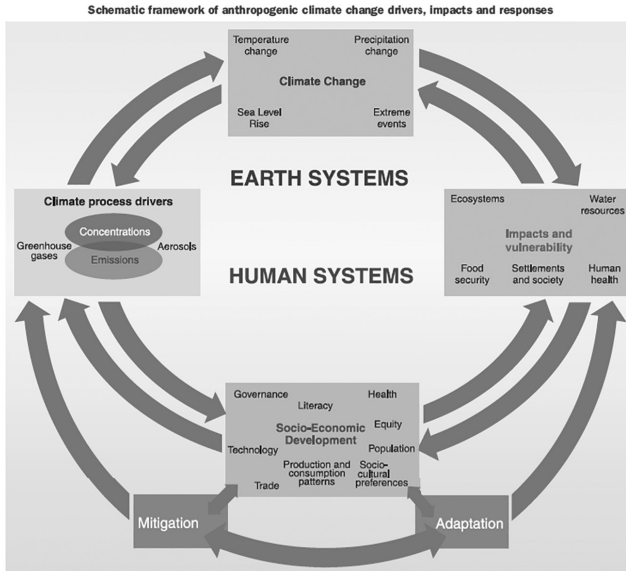 Schematic framework of anthropogenic climate change drivers, impacts and responses
Temperature
change
Precipitation
change
Climate Change
Sea Level
Rise
Extreme
events
EARTH SYSTEMS
Climate process drivers
Concentrations
Greenhouse
gases
Aerosols
Emissions
Ecosystems
Water
resources
Impacts and
vulnerability
Food
security
Settlements
and society
Human
health
HUMAN SYSTEMS
Governance
Literacy
Health
Equity
Socio-Economic
Development
Technology
Population
Production and
consumption
patterns
Socio-
cultural
preferences
Trade
Mitigation
Adaptation